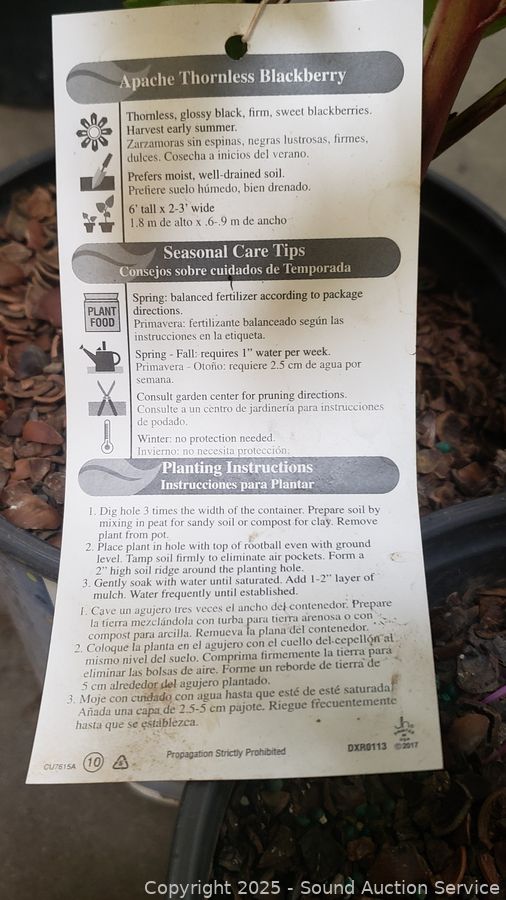 Apache Thornless Blackberry
Thornless, glossy black, firm, sweet blackberries.
Harvest early summer.
Zarzamoras sin espinas, negras lustrosas, firmes,
dulces. Cosecha a inicios del verano.
Prefers moist, well-drained soil.
Prefiere suelo húmedo, bien drenado.
6' tall x 2-3' wide
1.8 m de alto x .6-.9 m de ancho
Seasonal Care Tips
Consejos sobre cuidados de Temporada
PLANT
FOOD
Spring: balanced fertilizer according to package
directions.
Primavera: fertilizante balanceado según las
instrucciones en la etiqueta.
Spring - Fall: requires 1" water per week.
Primavera - Otoño: requiere 2.5 cm de agua por
semana.
Consult garden center for pruning directions.
Consulte a un centro de jardinería para instrucciones
de podado.
Winter: no protection needed.
Invierno: no necesita protección.
Planting Instructions
Instrucciones para Plantar
1. Dig hole 3 times the width of the container. Prepare soil by
mixing in peat for sandy soil or compost for clay. Remove
plant from pot.
2. Place plant in hole with top of rootball even with ground
level. Tamp soil firmly to eliminate air pockets. Form a
2" high soil ridge around the planting hole.
3. Gently soak with water until saturated. Add 1-2" layer of
mulch. Water frequently until established.
1. Cave un agujero tres veces el ancho del contenedor. Prepare
la tierra mezclándola con turba para tierra arenosa o con
compost para arcilla. Remueva la plana del contenedor.
2. Coloque la planta en el agujero con el cuello del cepellón al
mismo nivel del suelo. Comprima firmemente la tierra para
eliminar las bolsas de aire. Forme un reborde de tierra de
5 cm alrededor del agujero plantado.
3. Moje con cuidado con agua hasta que esté de esté saturada
Añada una capa de 2.5-5 cm pajote. Riegue frecuentemente
hasta que se establezca.
CU7615A 10 Propagation Strictly Prohibited DXR0113 ©2017
Copyright 2025 - Sound Auction Service